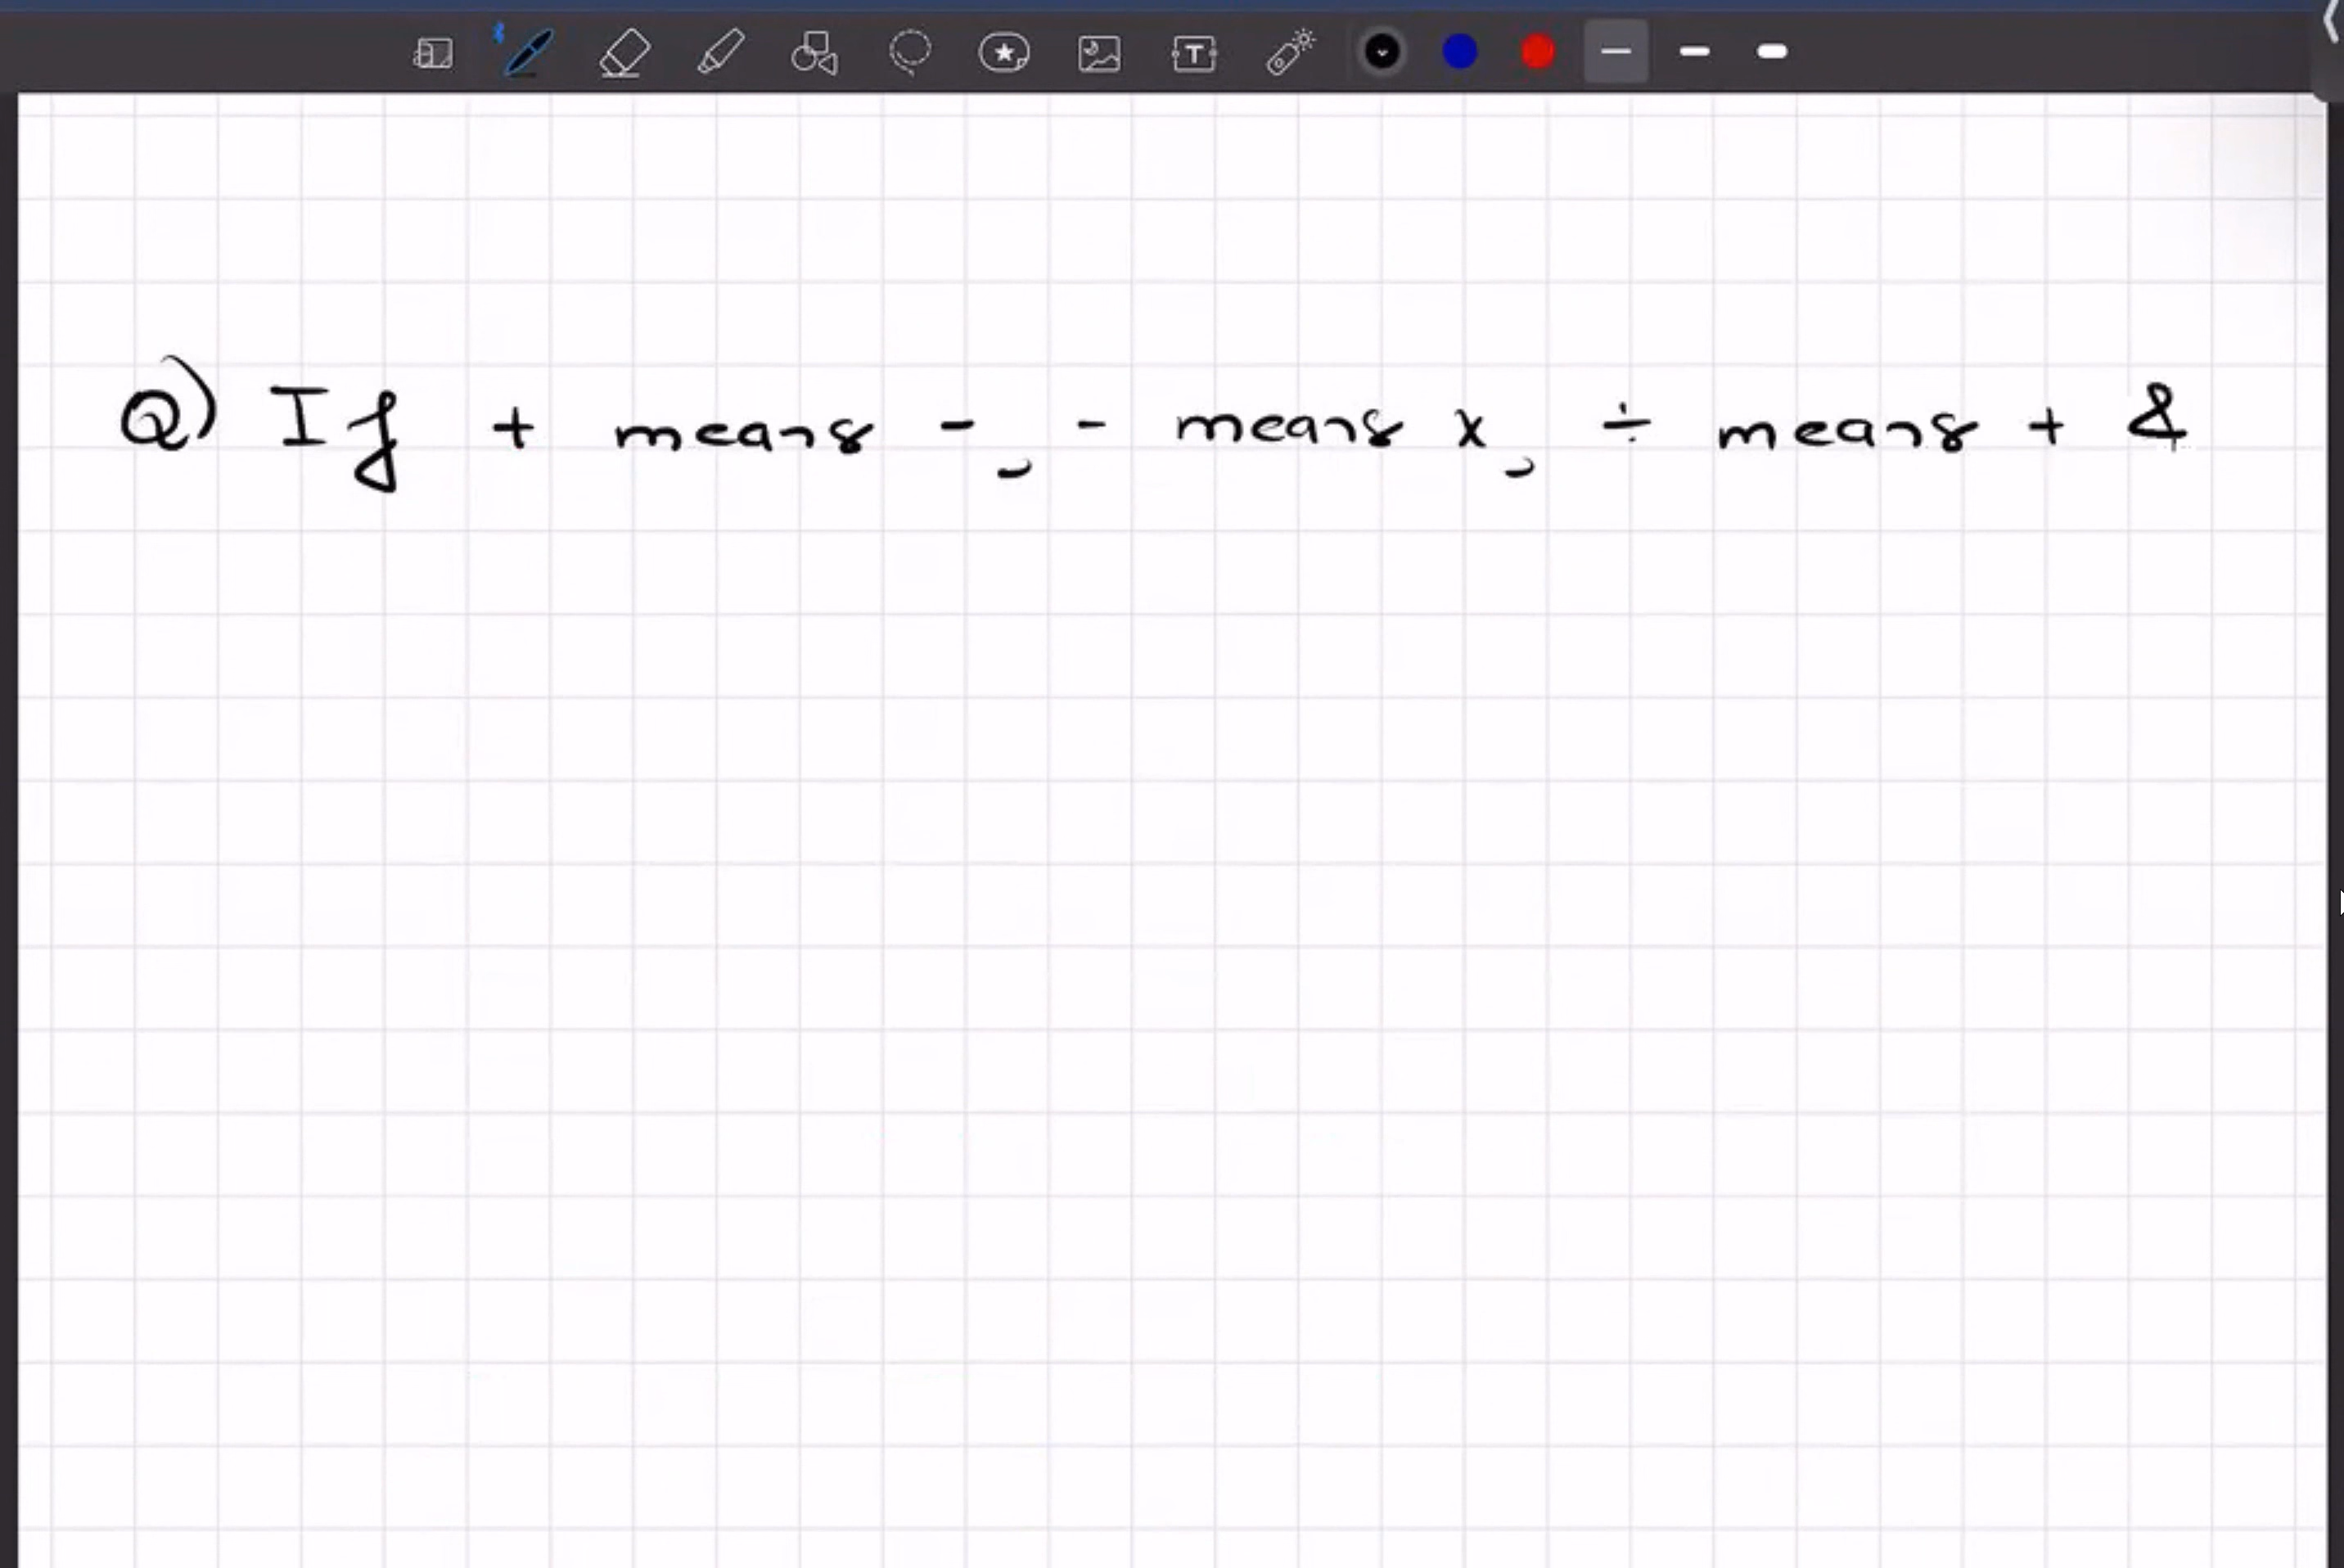 Q) If + means -, - means x, ÷ means + &